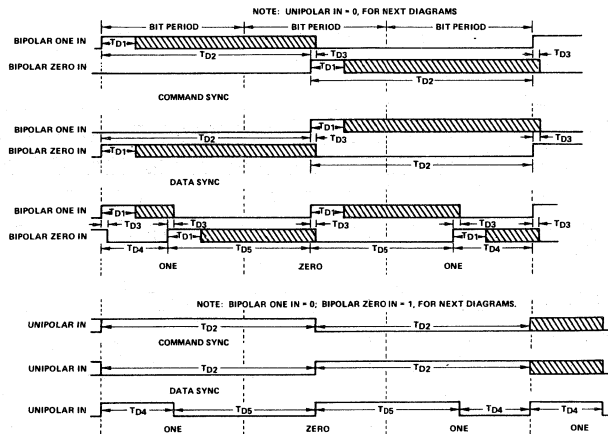 NOTE: UNIPOLAR IN = 0, FOR NEXT DIAGRAMS
BIT PERIOD BIT PERIOD BIT PERIOD
BIPOLAR ONE IN TD1 TD3
TD2 TD3
BIPOLAR ZERO IN TD1
TD2
COMMAND SYNC
BIPOLAR ONE IN TD1
TD2 TD3 TD3
BIPOLAR ZERO IN TD1
TD2
DATA SYNC
BIPOLAR ONE IN TD1 TD1
TD3 TD3 TD3 TD3 TD3
BIPOLAR ZERO IN TD1 TD1
TD4 TD5 TD5 TD4
ONE ZERO ONE
NOTE: BIPOLAR ONE IN = 0; BIPOLAR ZERO IN = 1, FOR NEXT DIAGRAMS.
UNIPOLAR IN TD2 TD2
COMMAND SYNC
UNIPOLAR IN TD2 TD2
DATA SYNC
UNIPOLAR IN TD4 TD5 TD5 TD4 TD4
ONE ZERO ONE ONE